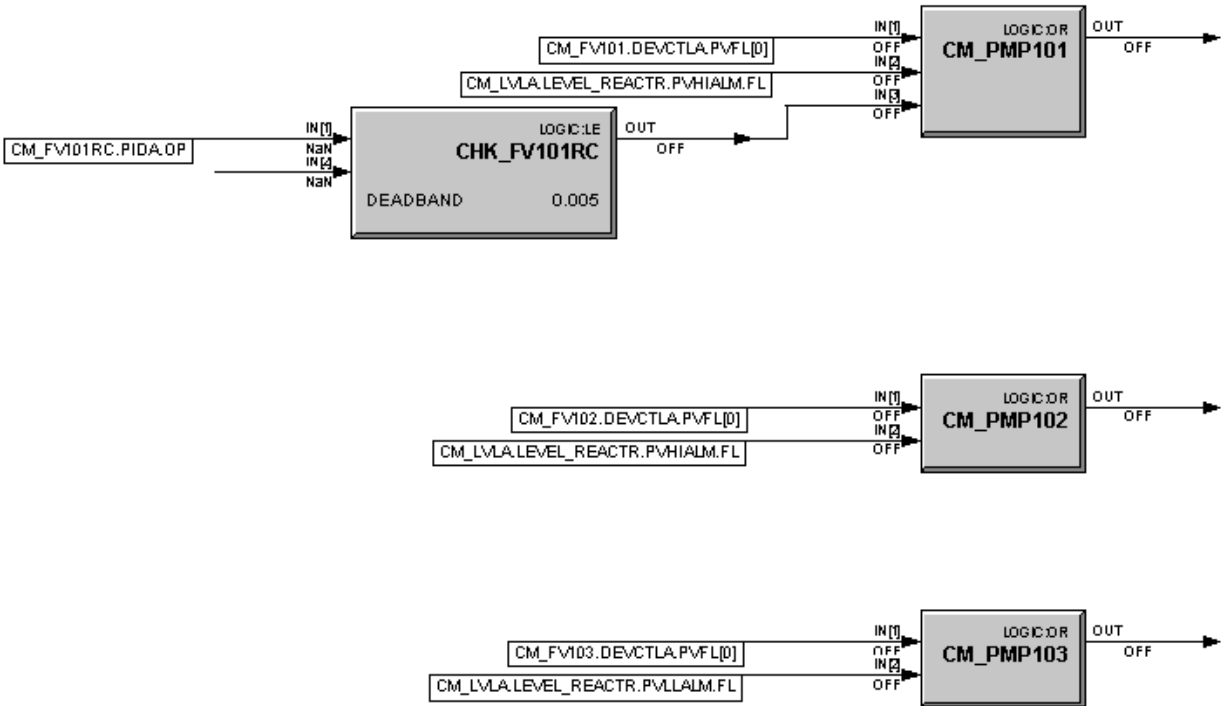 IN[1] LOGIC:OR OUT
CM_FV101.DEVCTLA.PVFL[0] OFF CM_PMP101 OFF
IN[2]
CM_LVLA.LEVEL_REACTR.PVHIALM.FL OFF
IN[3]
OFF
IN[1] LOGIC:LE OUT
CM_FV101RC.PIDA.OP NaN CHK_FV101RC OFF
NaN
DEADBAND 0.005
IN[1] LOGIC:OR OUT
CM_FV102.DEVCTLA.PVFL[0] OFF CM_PMP102 OFF
IN[2]
CM_LVLA.LEVEL_REACTR.PVHIALM.FL OFF
IN[1] LOGIC:OR OUT
CM_FV103.DEVCTLA.PVFL[0] OFF CM_PMP103 OFF
IN[2]
CM_LVLA.LEVEL_REACTR.PVLLALM.FL OFF